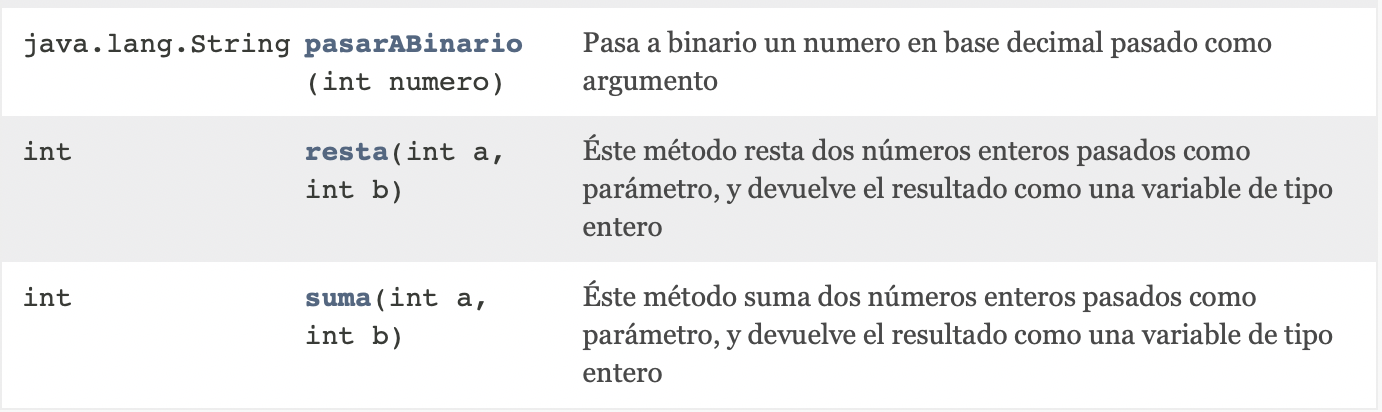 java.lang.String pasarABinario Pasa a binario un numero en base decimal pasado como
(int numero) argumento
int resta(int a, Éste método resta dos números enteros pasados como
int b) parámetro, y devuelve el resultado como una variable de tipo
entero
int suma(int a, Éste método suma dos números enteros pasados como
int b) parámetro, y devuelve el resultado como una variable de tipo
entero